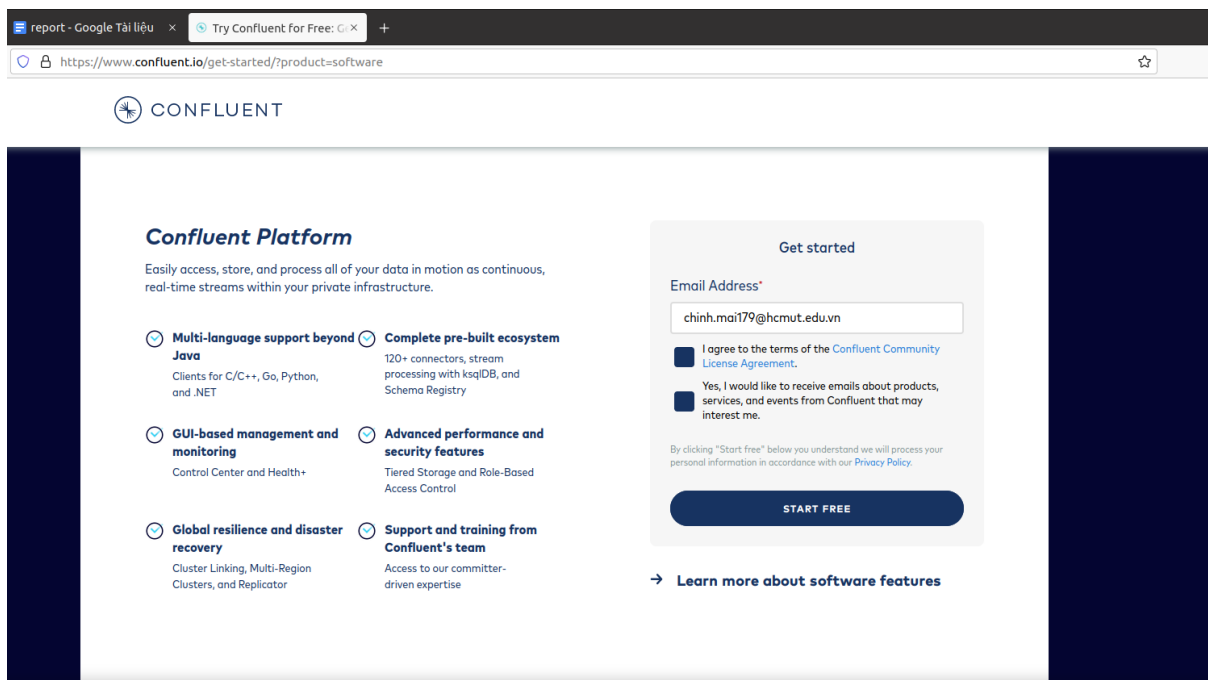 report - Google Tài liệu
Try Confluent for Free: G
https://www.confluent.io/get-started/?product=software
CONFLUENT
Confluent Platform
Easily access, store, and process all of your data in motion as continuous,
real-time streams within your private infrastructure.
Multi-language support beyond
Java
Clients for C/C++, Go, Python,
and .NET
Complete pre-built ecosystem
120+ connectors, stream
processing with ksqlDB, and
Schema Registry
GUI-based management and
monitoring
Control Center and Health+
Advanced performance and
security features
Tiered Storage and Role-Based
Access Control
Global resilience and disaster
recovery
Cluster Linking, Multi-Region
Clusters, and Replicator
Support and training from
Confluent's team
Access to our committer-
driven expertise
Get started
Email Address*
chinh.mai179@hcmut.edu.vn
I agree to the terms of the Confluent Community
License Agreement.
Yes, I would like to receive emails about products,
services, and events from Confluent that may
interest me.
By clicking "Start free" below you understand we will process your
personal information in accordance with our Privacy Policy.
START FREE
→ Learn more about software features